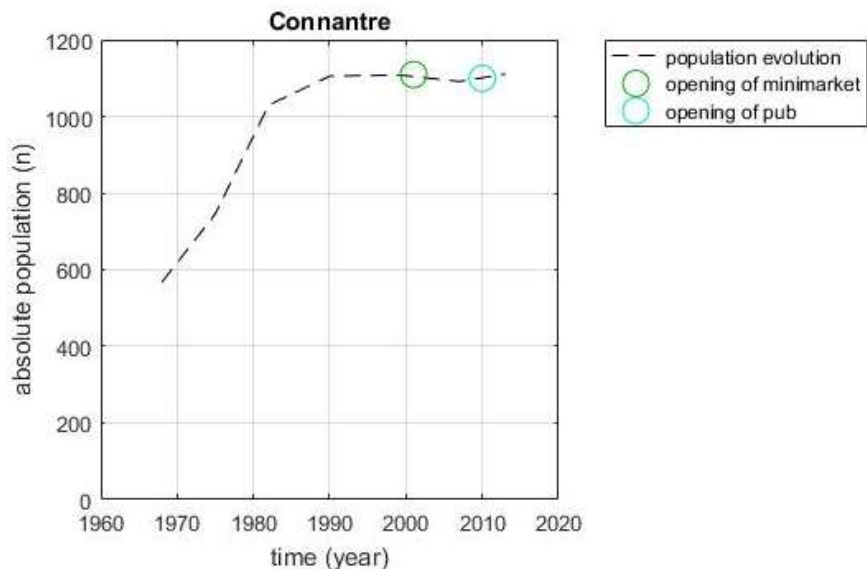 Connantre
1200
1000
800
600
400
200
0
1960 1970 1980 1990 2000 2010 2020
time (year)
absolute population (n)
population evolution
opening of minimarket
opening of pub